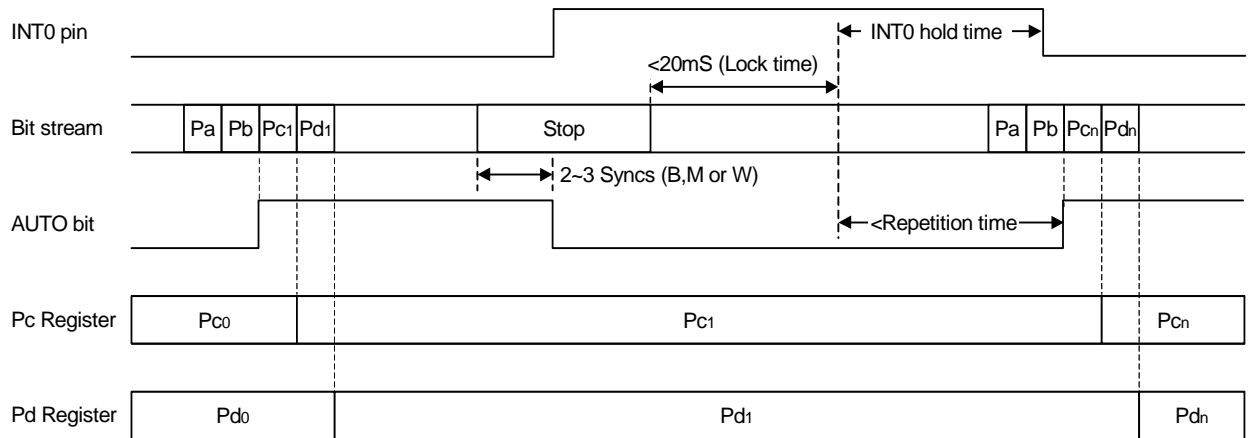 INT0 pin
INT0 hold time
<20mS (Lock time)
Bit stream
Pa Pb Pc1 Pd1 Stop Pa Pb Pcn Pdn
2~3 Syncs (B,M or W)
AUTO bit
<Repetition time
Pc Register Pc0 Pc1 Pcn
Pd Register Pd0 Pd1 Pdn